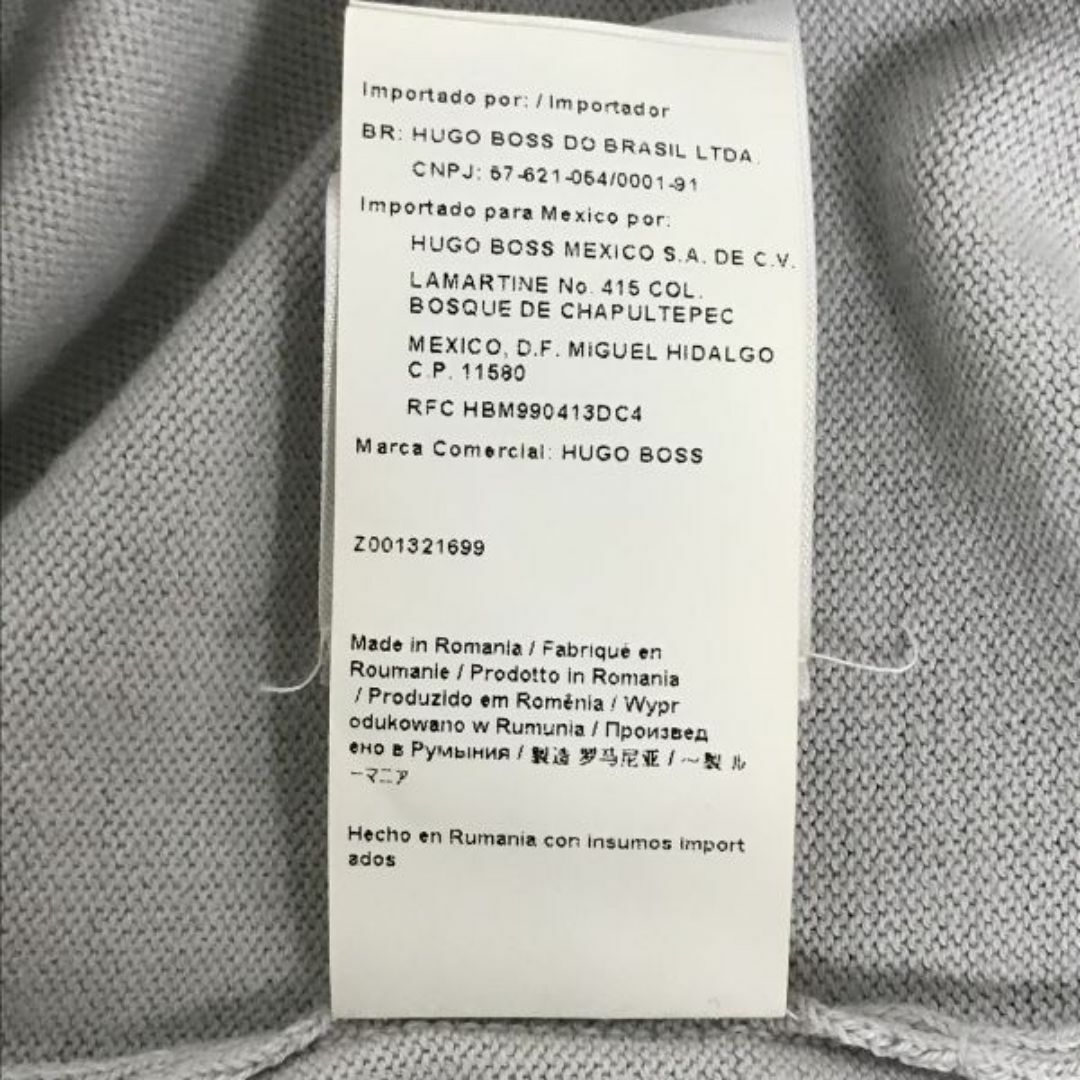 Importado por: / Importador
BR: HUGO BOSS DO BRASIL LTDA.
CNPJ: 57-621-054/0001-91
Importado para Mexico por:
HUGO BOSS MEXICO S.A. DE C.V.
LAMARTINE No. 415 COL.
BOSQUE DE CHAPULTEPEC
MEXICO, D.F. MIGUEL HIDALGO
C.P. 11580
RFC HBM990413DC4
Marca Comercial: HUGO BOSS
Z001321699
Made in Romania / Fabriqué en
Roumanie / Prodotto in Romania
/ Produzido em Romênia / Wypr
odukowano w Rumunia / Произвед
ено в Румыния / 製造 罗马尼亚 / ～製 ル
ーマニア
Hecho en Rumania con insumos import
ados